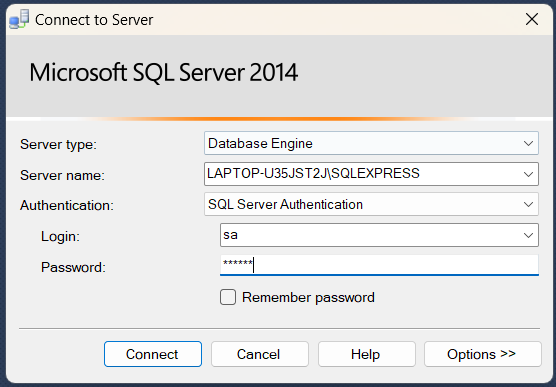 Connect to Server
Microsoft SQL Server 2014
Server type: Database Engine
Server name: LAPTOP-U35JST2J\SQLEXPRESS
Authentication: SQL Server Authentication
Login: sa
Password: ******
Remember password
Connect Cancel Help Options >>